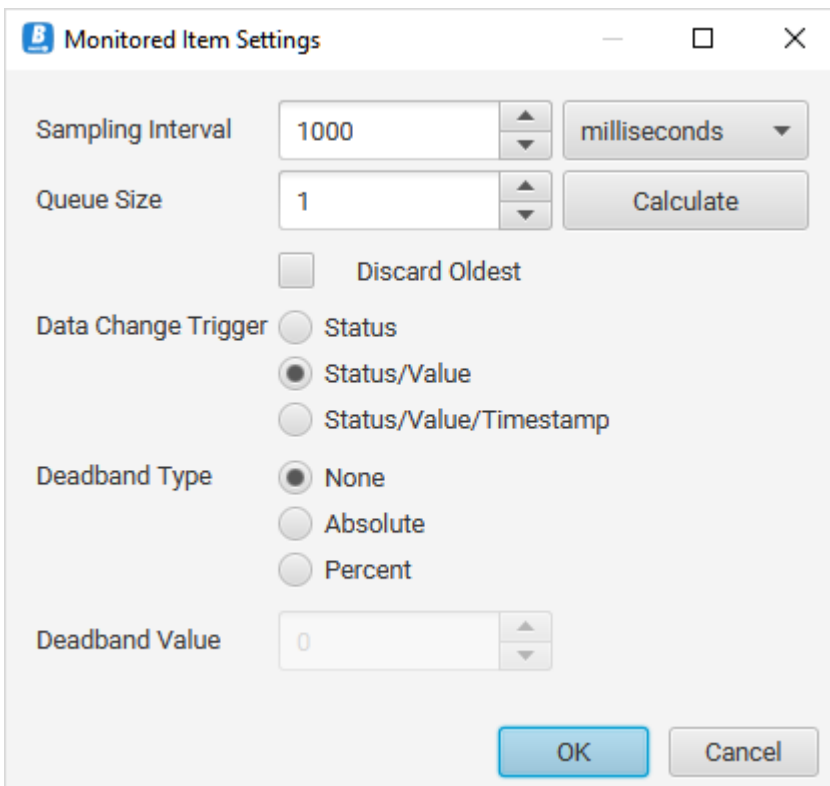 Monitored Item Settings
Sampling Interval 1000 milliseconds
Queue Size 1 Calculate
Discard Oldest
Data Change Trigger Status
Status/Value
Status/Value/Timestamp
Deadband Type None
Absolute
Percent
Deadband Value 0
OK Cancel